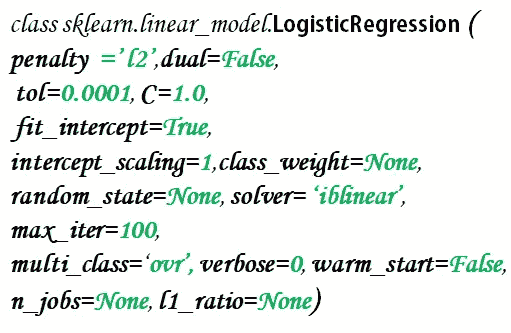 class sklearn.linear_model.LogisticRegression (
penalty ='l2',dual=False,
tol=0.0001, C=1.0,
fit_intercept=True,
intercept_scaling=1,class_weight=None,
random_state=None, solver= 'iblinear',
max_iter=100,
multi_class='ovr', verbose=0, warm_start=False,
n_jobs=None, l1_ratio=None)